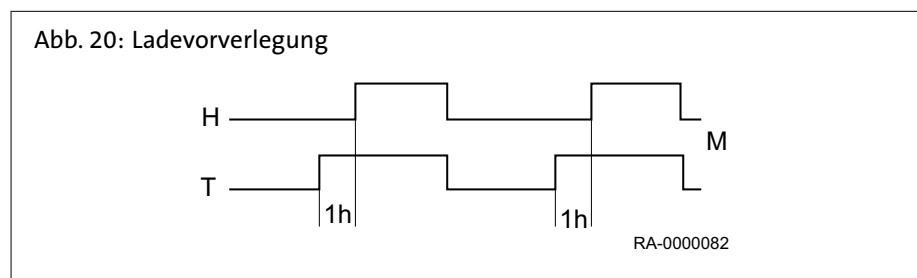 Abb. 20: Ladevorverlegung
H
M
T
1h 1h
RA-0000082